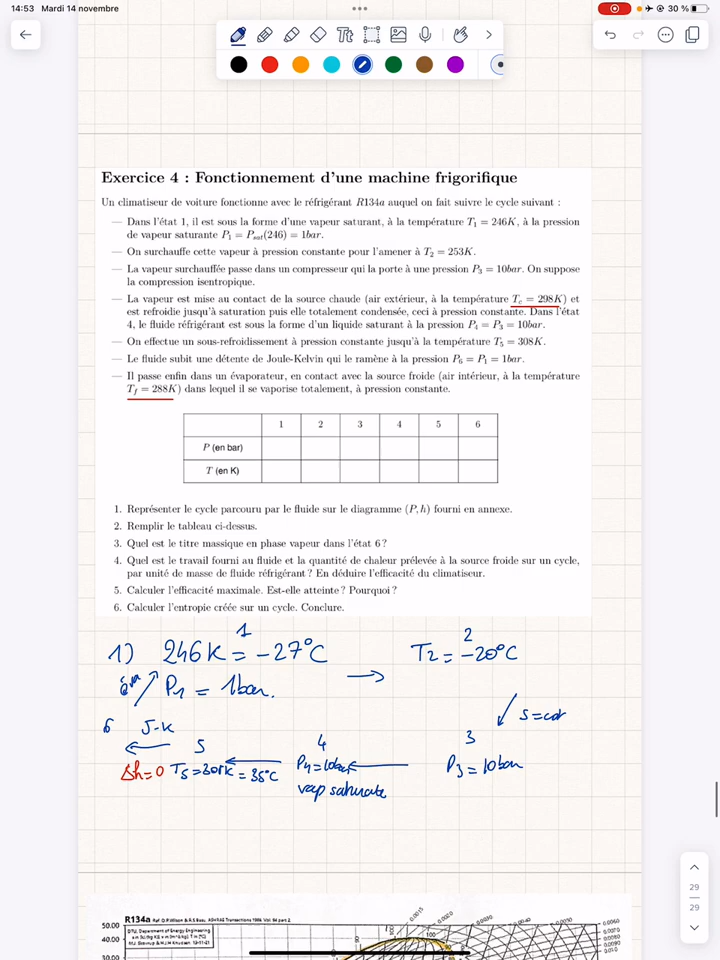 14:53 Mardi 14 novembre
30 %
Exercice 4 : Fonctionnement d'une machine frigorifique
Un climatiseur de voiture fonctionne avec le réfrigérant R134a auquel on fait suivre le cycle suivant :
— Dans l'état 1, il est sous la forme d'une vapeur saturant, à la température T₁ = 246K, à la pression
de vapeur saturante P₁ = Pₛₐₜ(246) = 1bar.
— On surchauffe cette vapeur à pression constante pour l'amener à T₂ = 253K.
— La vapeur surchauffée passe dans un compresseur qui la porte à une pression P₃ = 10bar. On suppose
la compression isentropique.
— La vapeur est mise au contact de la source chaude (air extérieur, à la température T_c = 298K) et
est refroidie jusqu'à saturation puis elle totalement condensée, ceci à pression constante. Dans l'état
4, le fluide réfrigérant est sous la forme d'un liquide saturant à la pression P₄ = P₃ = 10bar.
— On effectue un sous-refroidissement à pression constante jusqu'à la température T₅ = 308K.
— Le fluide subit une détente de Joule-Kelvin qui le ramène à la pression P₆ = P₁ = 1bar.
— Il passe enfin dans un évaporateur, en contact avec la source froide (air intérieur, à la température
T_f = 288K) dans lequel il se vaporise totalement, à pression constante.
1 2 3 4 5 6
P (en bar)
T (en K)
1. Représenter le cycle parcouru par le fluide sur le diagramme (P, h) fourni en annexe.
2. Remplir le tableau ci-dessus.
3. Quel est le titre massique en phase vapeur dans l'état 6 ?
4. Quel est le travail fourni au fluide et la quantité de chaleur prélevée à la source froide sur un cycle,
par unité de masse de fluide réfrigérant ? En déduire l'efficacité du climatiseur.
5. Calculer l'efficacité maximale. Est-elle atteinte ? Pourquoi ?
6. Calculer l'entropie créée sur un cycle. Conclure.
1 2
1) 246K = -27°C T2 = -20°C
P₁ = 1bar. →
6 J-K 5 4 3
Δh=0 = 35°C P₄=10bar P₃=10bar
vap saturate
R134a
50.00
40.00
30.00
29
29